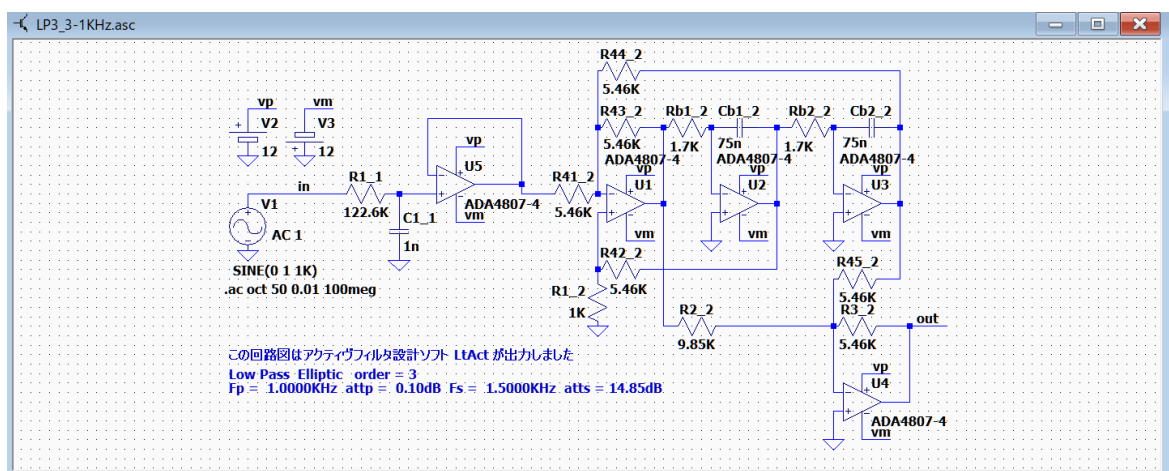 LP3_3-1KHz.asc
R44_2
5.46K
vp
vm
V2
V3
12
12
R43_2
5.46K
Rb1_2
1.7K
Cb1_2
75n
Rb2_2
1.7K
Cb2_2
75n
ADA4807-4
ADA4807-4
ADA4807-4
vp
U5
ADA4807-4
vm
in
R1_1
122.6K
C1_1
1n
V1
AC 1
SINE(0 1 1K)
.ac oct 50 0.01 100meg
R41_2
5.46K
vp
U1
vm
vp
U2
vm
vp
U3
vm
R42_2
5.46K
R1_2
1K
R45_2
5.46K
R2_2
9.85K
R3_2
5.46K
out
vp
U4
ADA4807-4
vm
この回路図はアクティヴフィルタ設計ソフト LtAct が出力しました
Low Pass Elliptic order = 3
Fp = 1.0000KHz attp = 0.10dB Fs = 1.5000KHz atts = 14.85dB